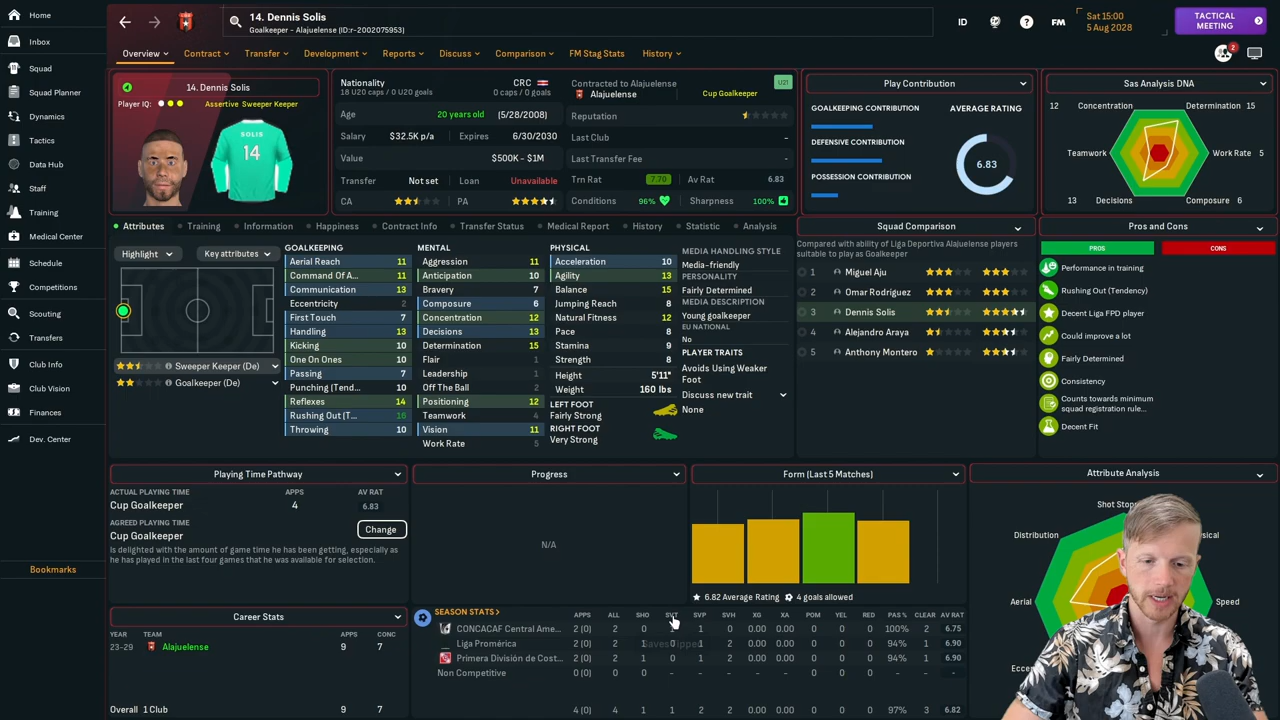 Home
Inbox
Squad
Squad Planner
Dynamics
Tactics
Data Hub
Staff
Training
Medical Center
Schedule
Competitions
Scouting
Transfers
Club Info
Club Vision
Finances
Dev. Center
Bookmarks
14. Dennis Solis
Goalkeeper - Alajuelense (ID:r-2002075953)
ID
FM
Sat 15:00
5 Aug 2028
TACTICAL MEETING
2
Overview
Contract
Transfer
Development
Reports
Discuss
Comparison
FM Stag Stats
History
14. Dennis Solis
Player IQ:
Assertive Sweeper Keeper
SOLIS
14
Nationality
CRC
18 U20 caps / 0 U20 goals
0 caps / 0 goals
Age
20 years old
(5/28/2008)
Salary
$32.5K p/a
Expires
6/30/2030
Value
$500K - $1M
Transfer
Not set
Loan
Unavailable
CA
PA
Contracted to Alajuelense
Alajuelense
U21
Cup Goalkeeper
Reputation
Last Club
-
Last Transfer Fee
-
Trn Rat
7.70
Av Rat
6.83
Conditions
96%
Sharpness
100%
Play Contribution
GOALKEEPING CONTRIBUTION
DEFENSIVE CONTRIBUTION
POSSESSION CONTRIBUTION
AVERAGE RATING
6.83
Sas Analysis DNA
12
Concentration
Determination
15
Teamwork
Work Rate
5
13
Decisions
Composure
6
Attributes
Training
Information
Happiness
Contract Info
Transfer Status
Medical Report
History
Statistic
Analysis
Highlight
Key attributes
Sweeper Keeper (De)
Goalkeeper (De)
GOALKEEPING
Aerial Reach 11
Command Of A... 11
Communication 13
Eccentricity 2
First Touch 7
Handling 13
Kicking 10
One On Ones 10
Passing 7
Punching (Tend... 10
Reflexes 14
Rushing Out (T... 16
Throwing 10
MENTAL
Aggression 11
Anticipation 10
Bravery 7
Composure 6
Concentration 12
Decisions 13
Determination 15
Flair 1
Leadership 1
Off The Ball 2
Positioning 12
Teamwork 4
Vision 11
Work Rate 5
PHYSICAL
Acceleration 10
Agility 13
Balance 15
Jumping Reach 8
Natural Fitness 12
Pace 8
Stamina 9
Strength 8
Height 5'11"
Weight 160 lbs
LEFT FOOT
Fairly Strong
RIGHT FOOT
Very Strong
MEDIA HANDLING STYLE
Media-friendly
PERSONALITY
Fairly Determined
MEDIA DESCRIPTION
Young goalkeeper
EU NATIONAL
No
PLAYER TRAITS
Avoids Using Weaker
Foot
Discuss new trait
None
Squad Comparison
Compared with ability of Liga Deportiva Alajuelense players
suitable to play as Goalkeeper
1 Miguel Aju
2 Omar Rodríguez
3 Dennis Solis
4 Alejandro Araya
5 Anthony Montero
Pros and Cons
PROS
CONS
Performance in training
Rushing Out (Tendency)
Decent Liga FPD player
Could improve a lot
Fairly Determined
Consistency
Counts towards minimum
squad registration rule...
Decent Fit
Playing Time Pathway
ACTUAL PLAYING TIME
APPS
AV RAT
Cup Goalkeeper
4
6.83
AGREED PLAYING TIME
Cup Goalkeeper
Change
Is delighted with the amount of game time he has been getting, especially as
he has played in the last four games that he was available for selection.
Progress
N/A
Form (Last 5 Matches)
6.82 Average Rating
4 goals allowed
Attribute Analysis
Shot Stopp
Distribution
ysical
Aerial
Speed
Ecce
Career Stats
YEAR TEAM APPS CONC
23-29 Alajuelense 9 7
Overall 1 Club 9 7
SEASON STATS>
APPS ALL SHO SVT SVP SVH XG XA POM YEL RED PAS % CLEAR AV RAT
CONCACAF Central Ame... 2 (0) 2 0 1 1 0 0.00 0.00 0 0 0 100% 2 6.75
Liga Promérica 2 (0) 2 1 0 1 2 0.00 0.00 0 0 0 94% 1 6.90
Primera División de Cost... 2 (0) 2 1 0 1 2 0.00 0.00 0 0 0 94% 1 6.90
Non Competitive 0 (0) 0 0 - - - - - - - - - - -
4 (0) 4 1 1 2 2 0.00 0.00 0 0 0 97% 3 6.82